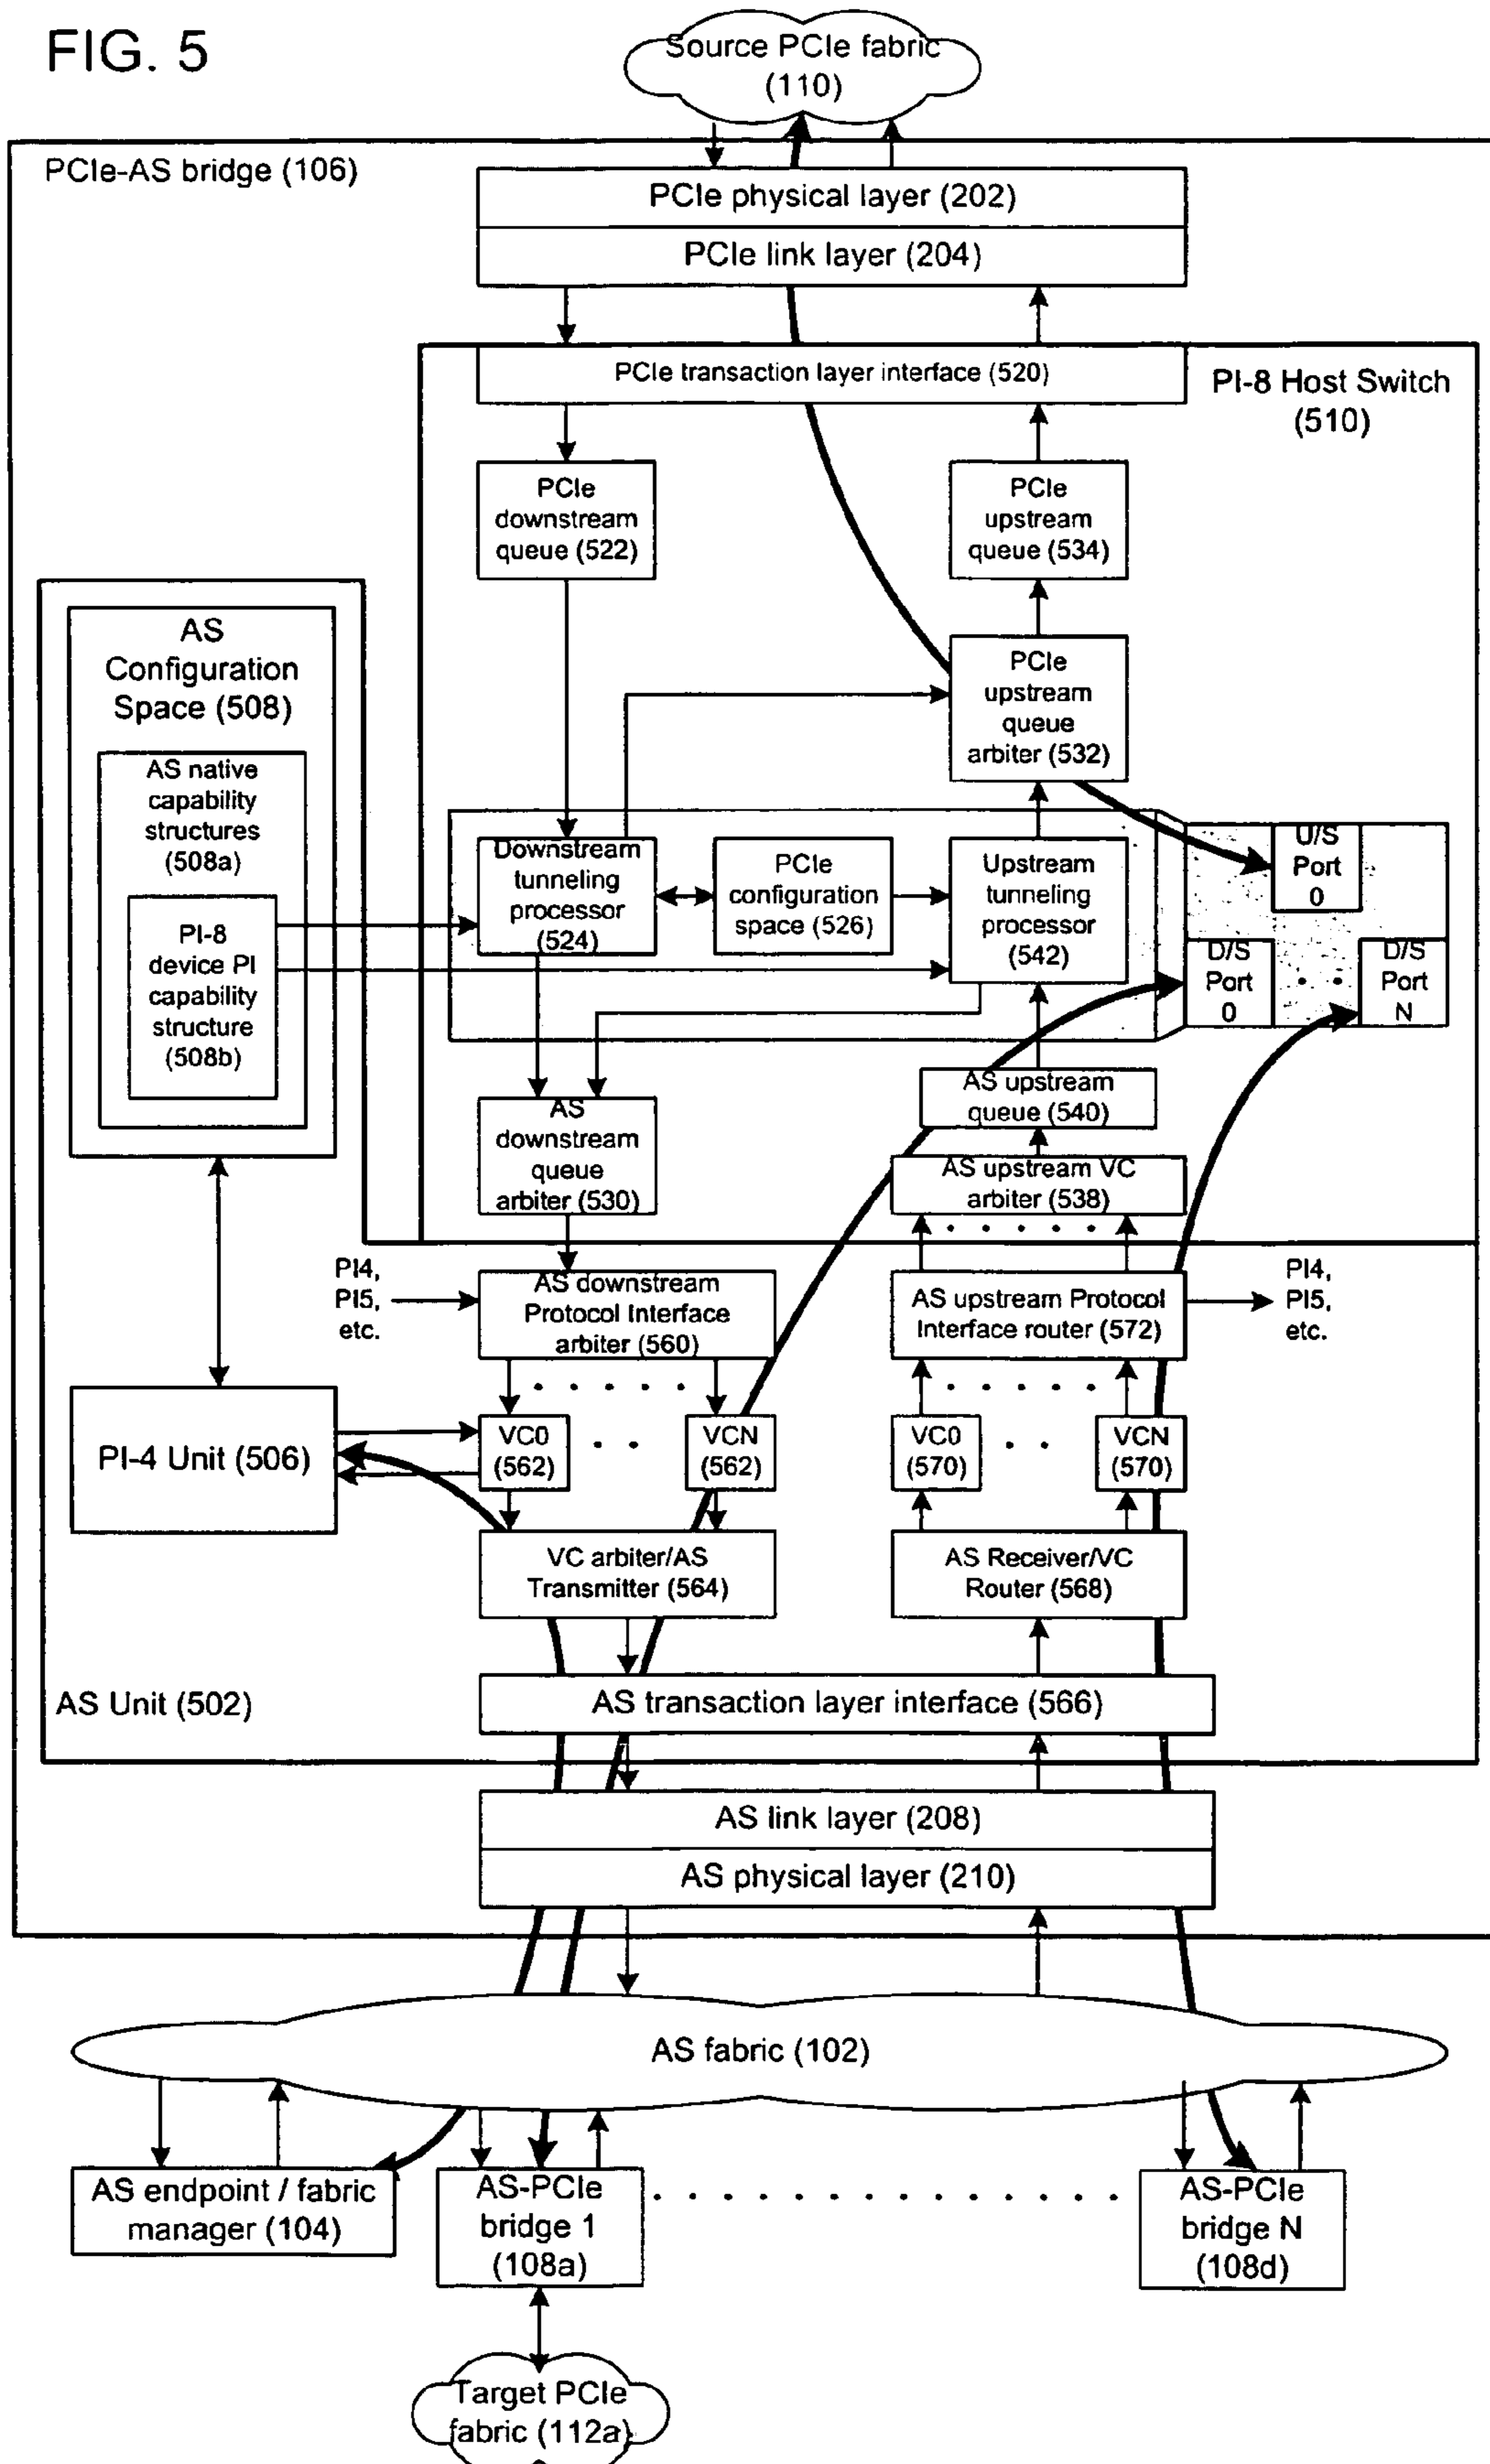 FIG. 5
Source PCIe fabric
(110)
PCIe-AS bridge (106)
PCIe physical layer (202)
PCIe link layer (204)
PCIe transaction layer interface (520)
PI-8 Host Switch
(510)
PCIe
downstream
queue (522)
PCIe
upstream
queue (534)
AS
Configuration
Space (508)
PCIe
upstream
queue
arbiter (532)
AS native
capability
structures
(508a)
PI-8
device PI
capability
structure
(508b)
Downstream
tunneling
processor
(524)
PCIe
configuration
space (526)
Upstream
tunneling
processor
(542)
U/S
Port
0
D/S
Port
0
D/S
Port
N
AS upstream
queue (540)
AS
downstream
queue
arbiter (530)
AS upstream VC
arbiter (538)
PI4,
PI5,
etc.
AS downstream
Protocol Interface
arbiter (560)
AS upstream Protocol
Interface router (572)
PI4,
PI5,
etc.
PI-4 Unit (506)
VC0
(562)
VCN
(562)
VC0
(570)
VCN
(570)
VC arbiter/AS
Transmitter (564)
AS Receiver/VC
Router (568)
AS Unit (502)
AS transaction layer interface (566)
AS link layer (208)
AS physical layer (210)
AS fabric (102)
AS endpoint / fabric
manager (104)
AS-PCIe
bridge 1
(108a)
AS-PCIe
bridge N
(108d)
Target PCIe
fabric (112a)